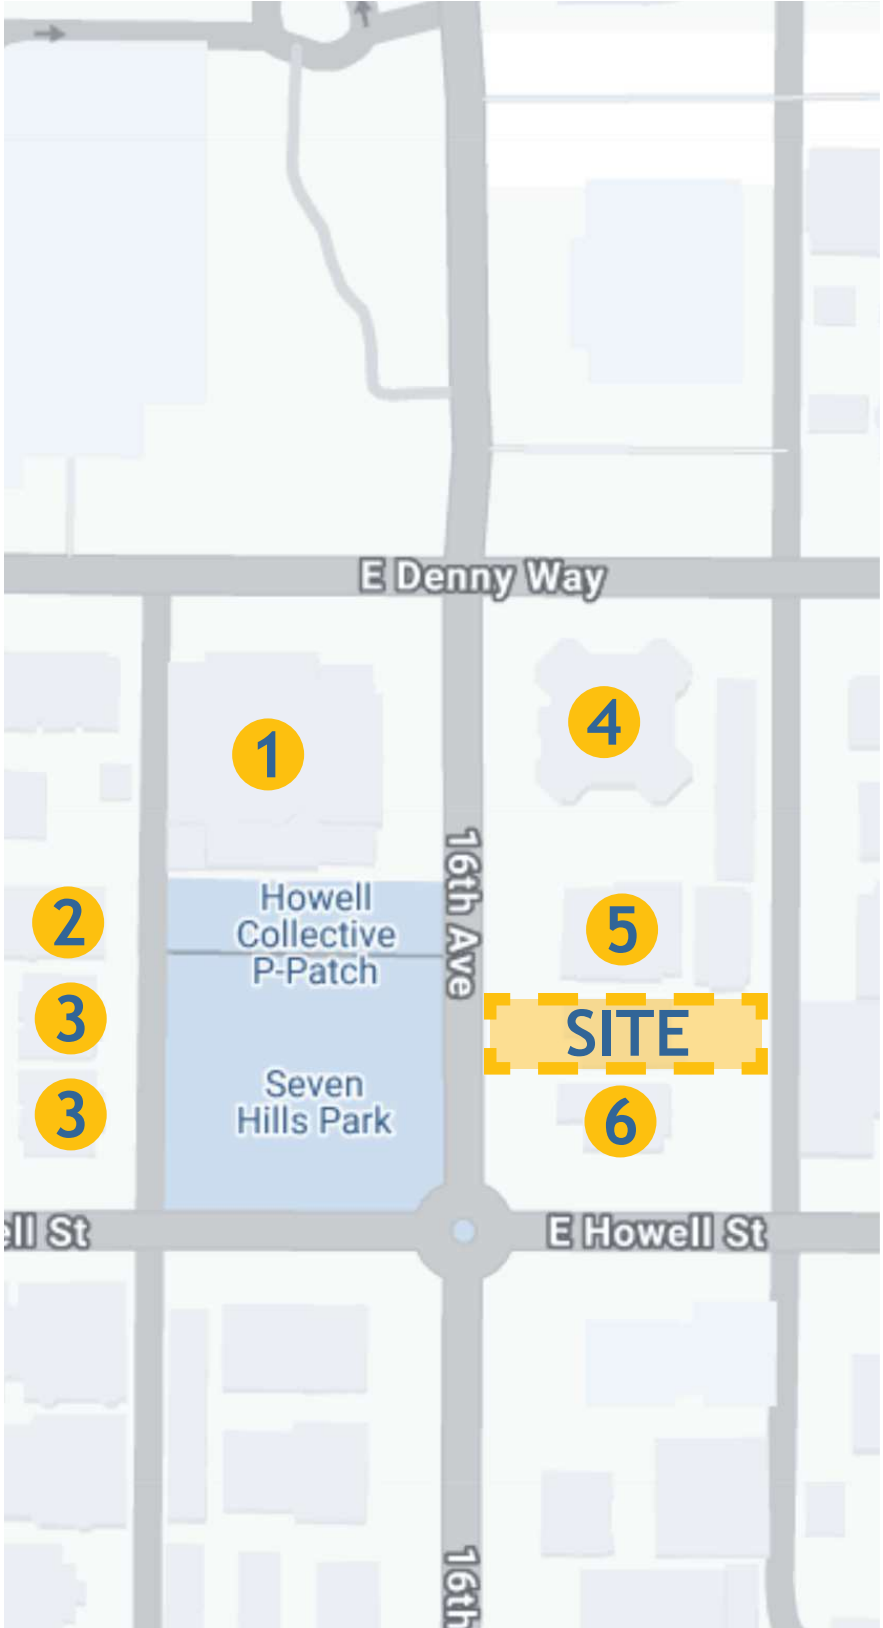 E Denny Way
1
4
16th Ave
Howell
Collective
P-Patch
2
5
3
SITE
Seven
Hills Park
3
6
ell St
E Howell St
16th